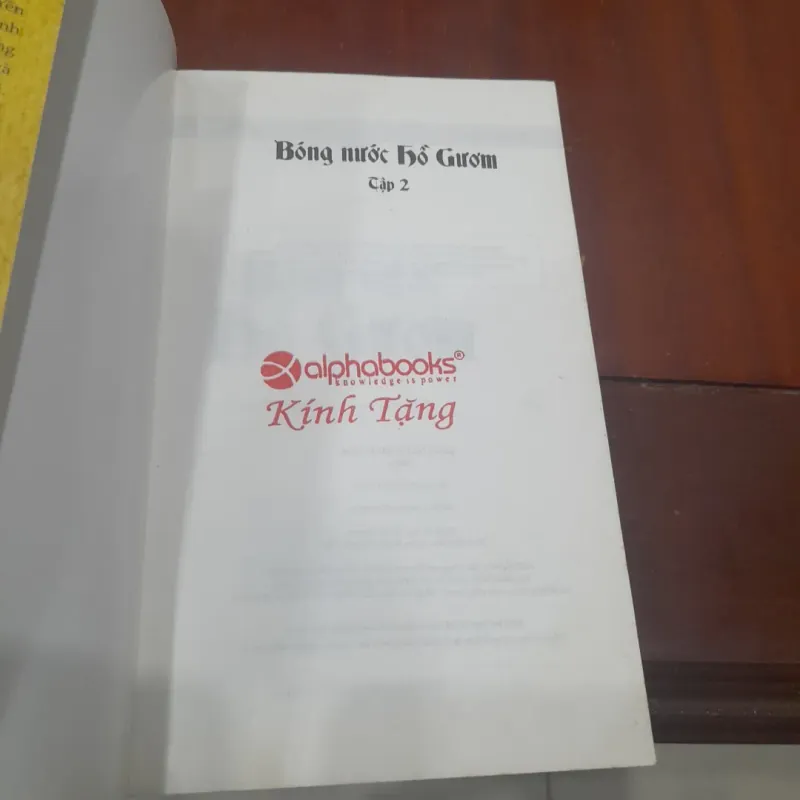 Bóng nước Hồ Gươm
Tập 2
alphabooks®
knowledge is power
Kính Tặng